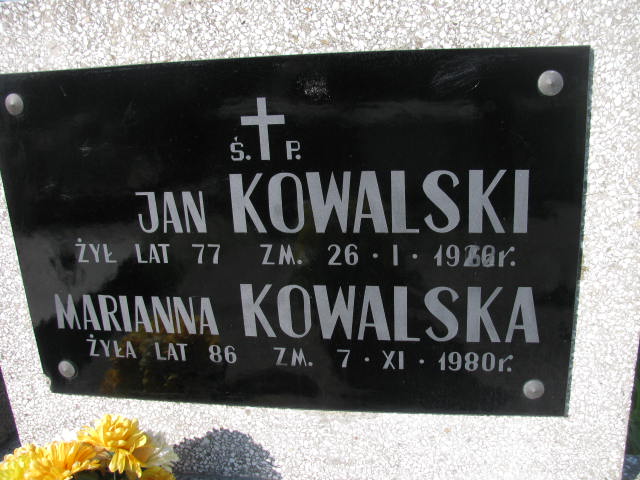 Ś. P.
JAN KOWALSKI
ŻYŁ LAT 77 ZM. 26 · I ·
MARIANNA KOWALSKA
ŻYŁA LAT 86 ZM. 7 · XI · 1980r.